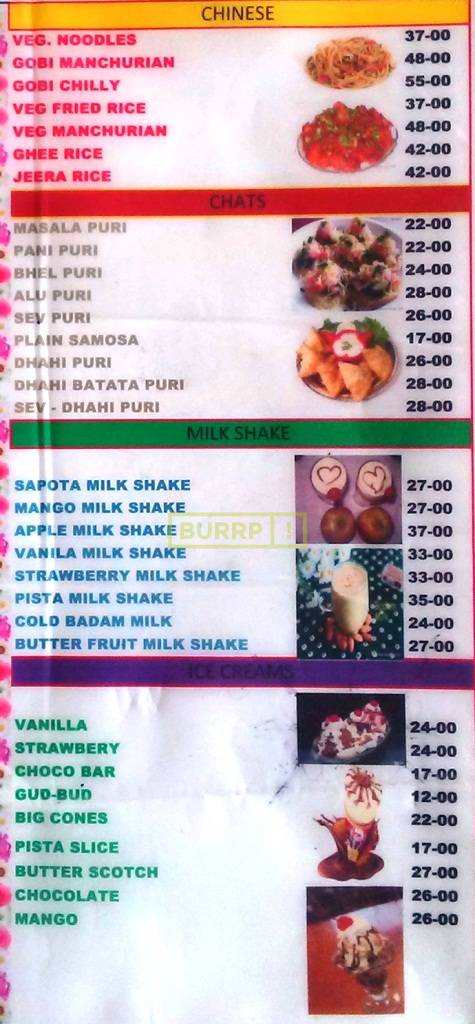 CHINESE
VEG. NOODLES 37-00
GOBI MANCHURIAN 48-00
GOBI CHILLY 55-00
VEG FRIED RICE 37-00
VEG MANCHURIAN 48-00
GHEE RICE 42-00
JEERA RICE 42-00
CHATS
MASALA PURI 22-00
PANI PURI 22-00
BHEL PURI 24-00
ALU PURI 28-00
SEV PURI 26-00
PLAIN SAMOSA 17-00
DHAHI PURI 26-00
DHAHI BATATA PURI 28-00
SEV - DHAHI PURI 28-00
MILK SHAKE
SAPOTA MILK SHAKE 27-00
MANGO MILK SHAKE 27-00
APPLE MILK SHAKE 37-00
BURRP!
VANILA MILK SHAKE 33-00
STRAWBERRY MILK SHAKE 33-00
PISTA MILK SHAKE 35-00
COLD BADAM MILK 24-00
BUTTER FRUIT MILK SHAKE 27-00
ICE CREAMS
VANILLA 24-00
STRAWBERY 24-00
CHOCO BAR 17-00
GUD-BUD 12-00
BIG CONES 22-00
PISTA SLICE 17-00
BUTTER SCOTCH 27-00
CHOCOLATE 26-00
MANGO 26-00